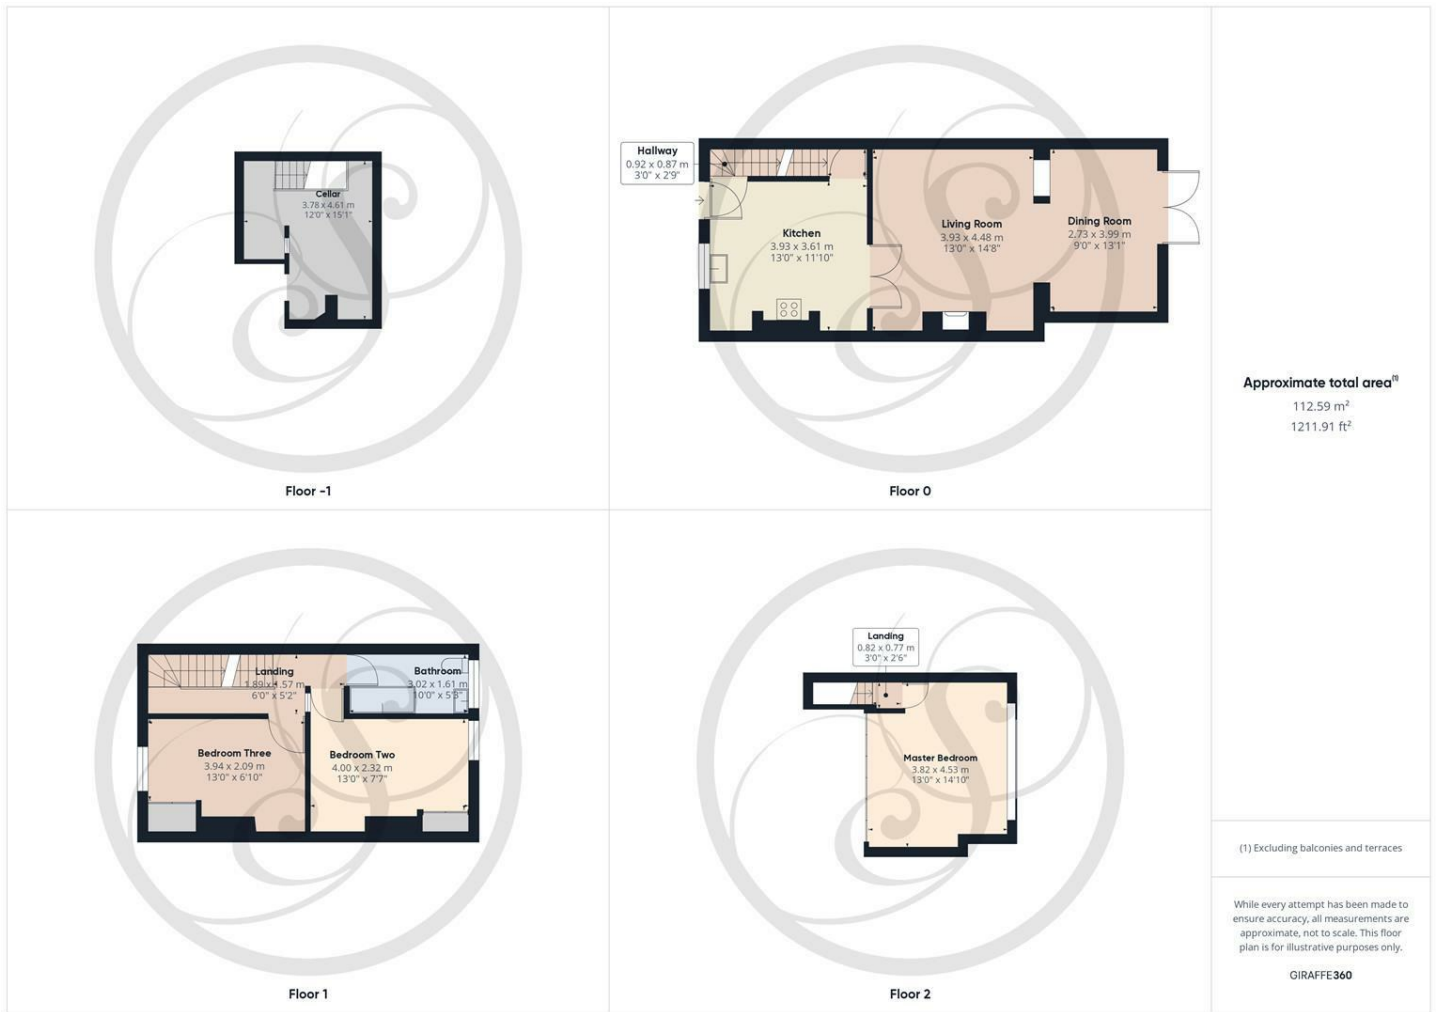 Cellar
3.78 x 4.61 m
12'0" x 15'1"
Floor -1
Hallway
0.92 x 0.87 m
3'0" x 2'9"
Kitchen
3.93 x 3.61 m
13'0" x 11'10"
Living Room
3.93 x 4.48 m
13'0" x 14'8"
Dining Room
2.73 x 3.99 m
9'0" x 13'1"
Floor 0
Landing
1.89 x 1.57 m
6'0" x 5'2"
Bathroom
3.02 x 1.61 m
10'0" x 5'3"
Bedroom Three
3.94 x 2.09 m
13'0" x 6'10"
Bedroom Two
4.00 x 2.32 m
13'0" x 7'7"
Floor 1
Landing
0.82 x 0.77 m
3'0" x 2'6"
Master Bedroom
3.82 x 4.53 m
13'0" x 14'10"
Floor 2
Approximate total area(1)
112.59 m²
1211.91 ft²
(1) Excluding balconies and terraces
While every attempt has been made to
ensure accuracy, all measurements are
approximate, not to scale. This floor
plan is for illustrative purposes only.
GIRAFFE360